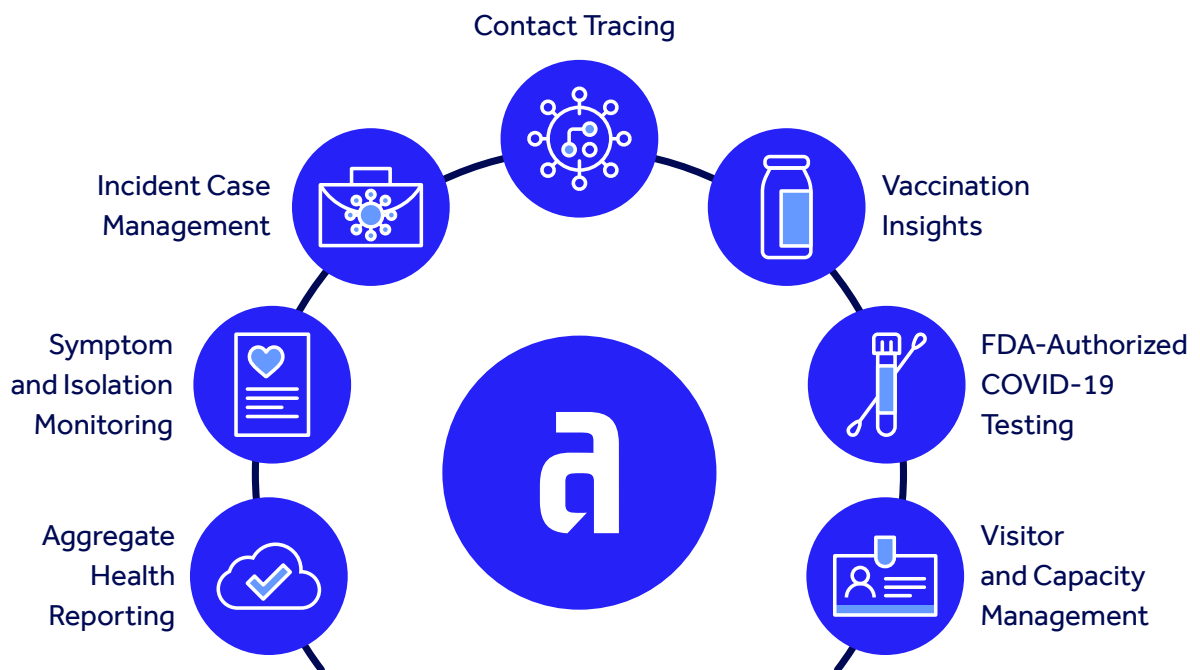 Contact Tracing
Incident Case
Management
Vaccination
Insights
Symptom
and Isolation
Monitoring
FDA-Authorized
COVID-19
Testing
a
Aggregate
Health
Reporting
Visitor
and Capacity
Management